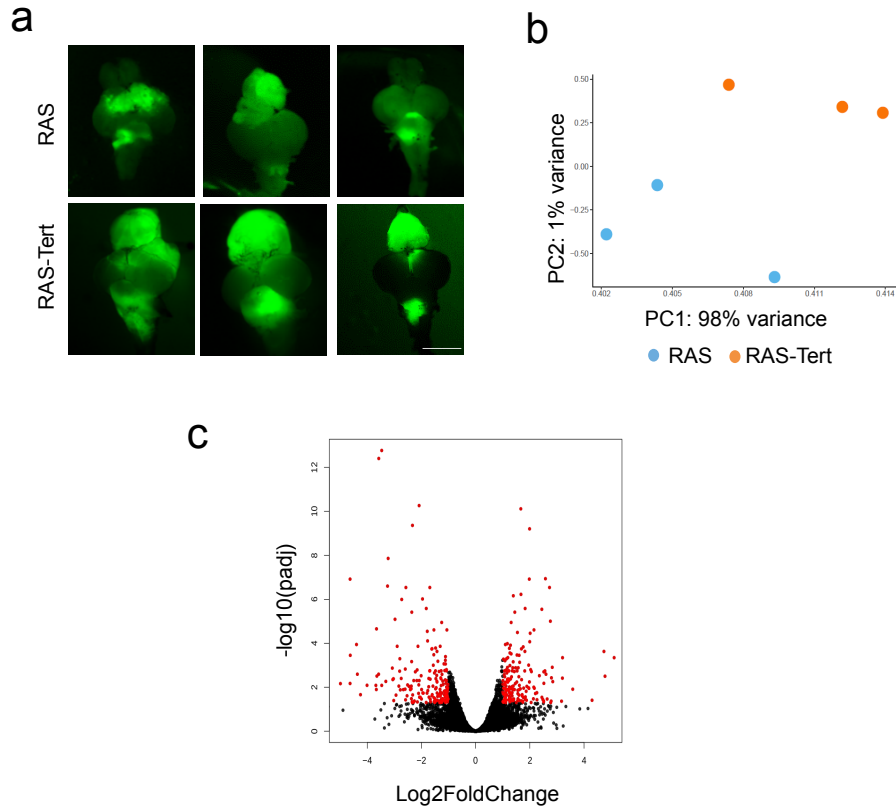 a
RAS
RAS-Tert
b
PC2: 1% variance
0.50
0.25
0.00
−0.25
−0.50
0.402 0.405 0.408 0.411 0.414
PC1: 98% variance
RAS RAS-Tert
c
-log10(padj)
12
10
8
6
4
2
0
−4 −2 0 2 4
Log2FoldChange